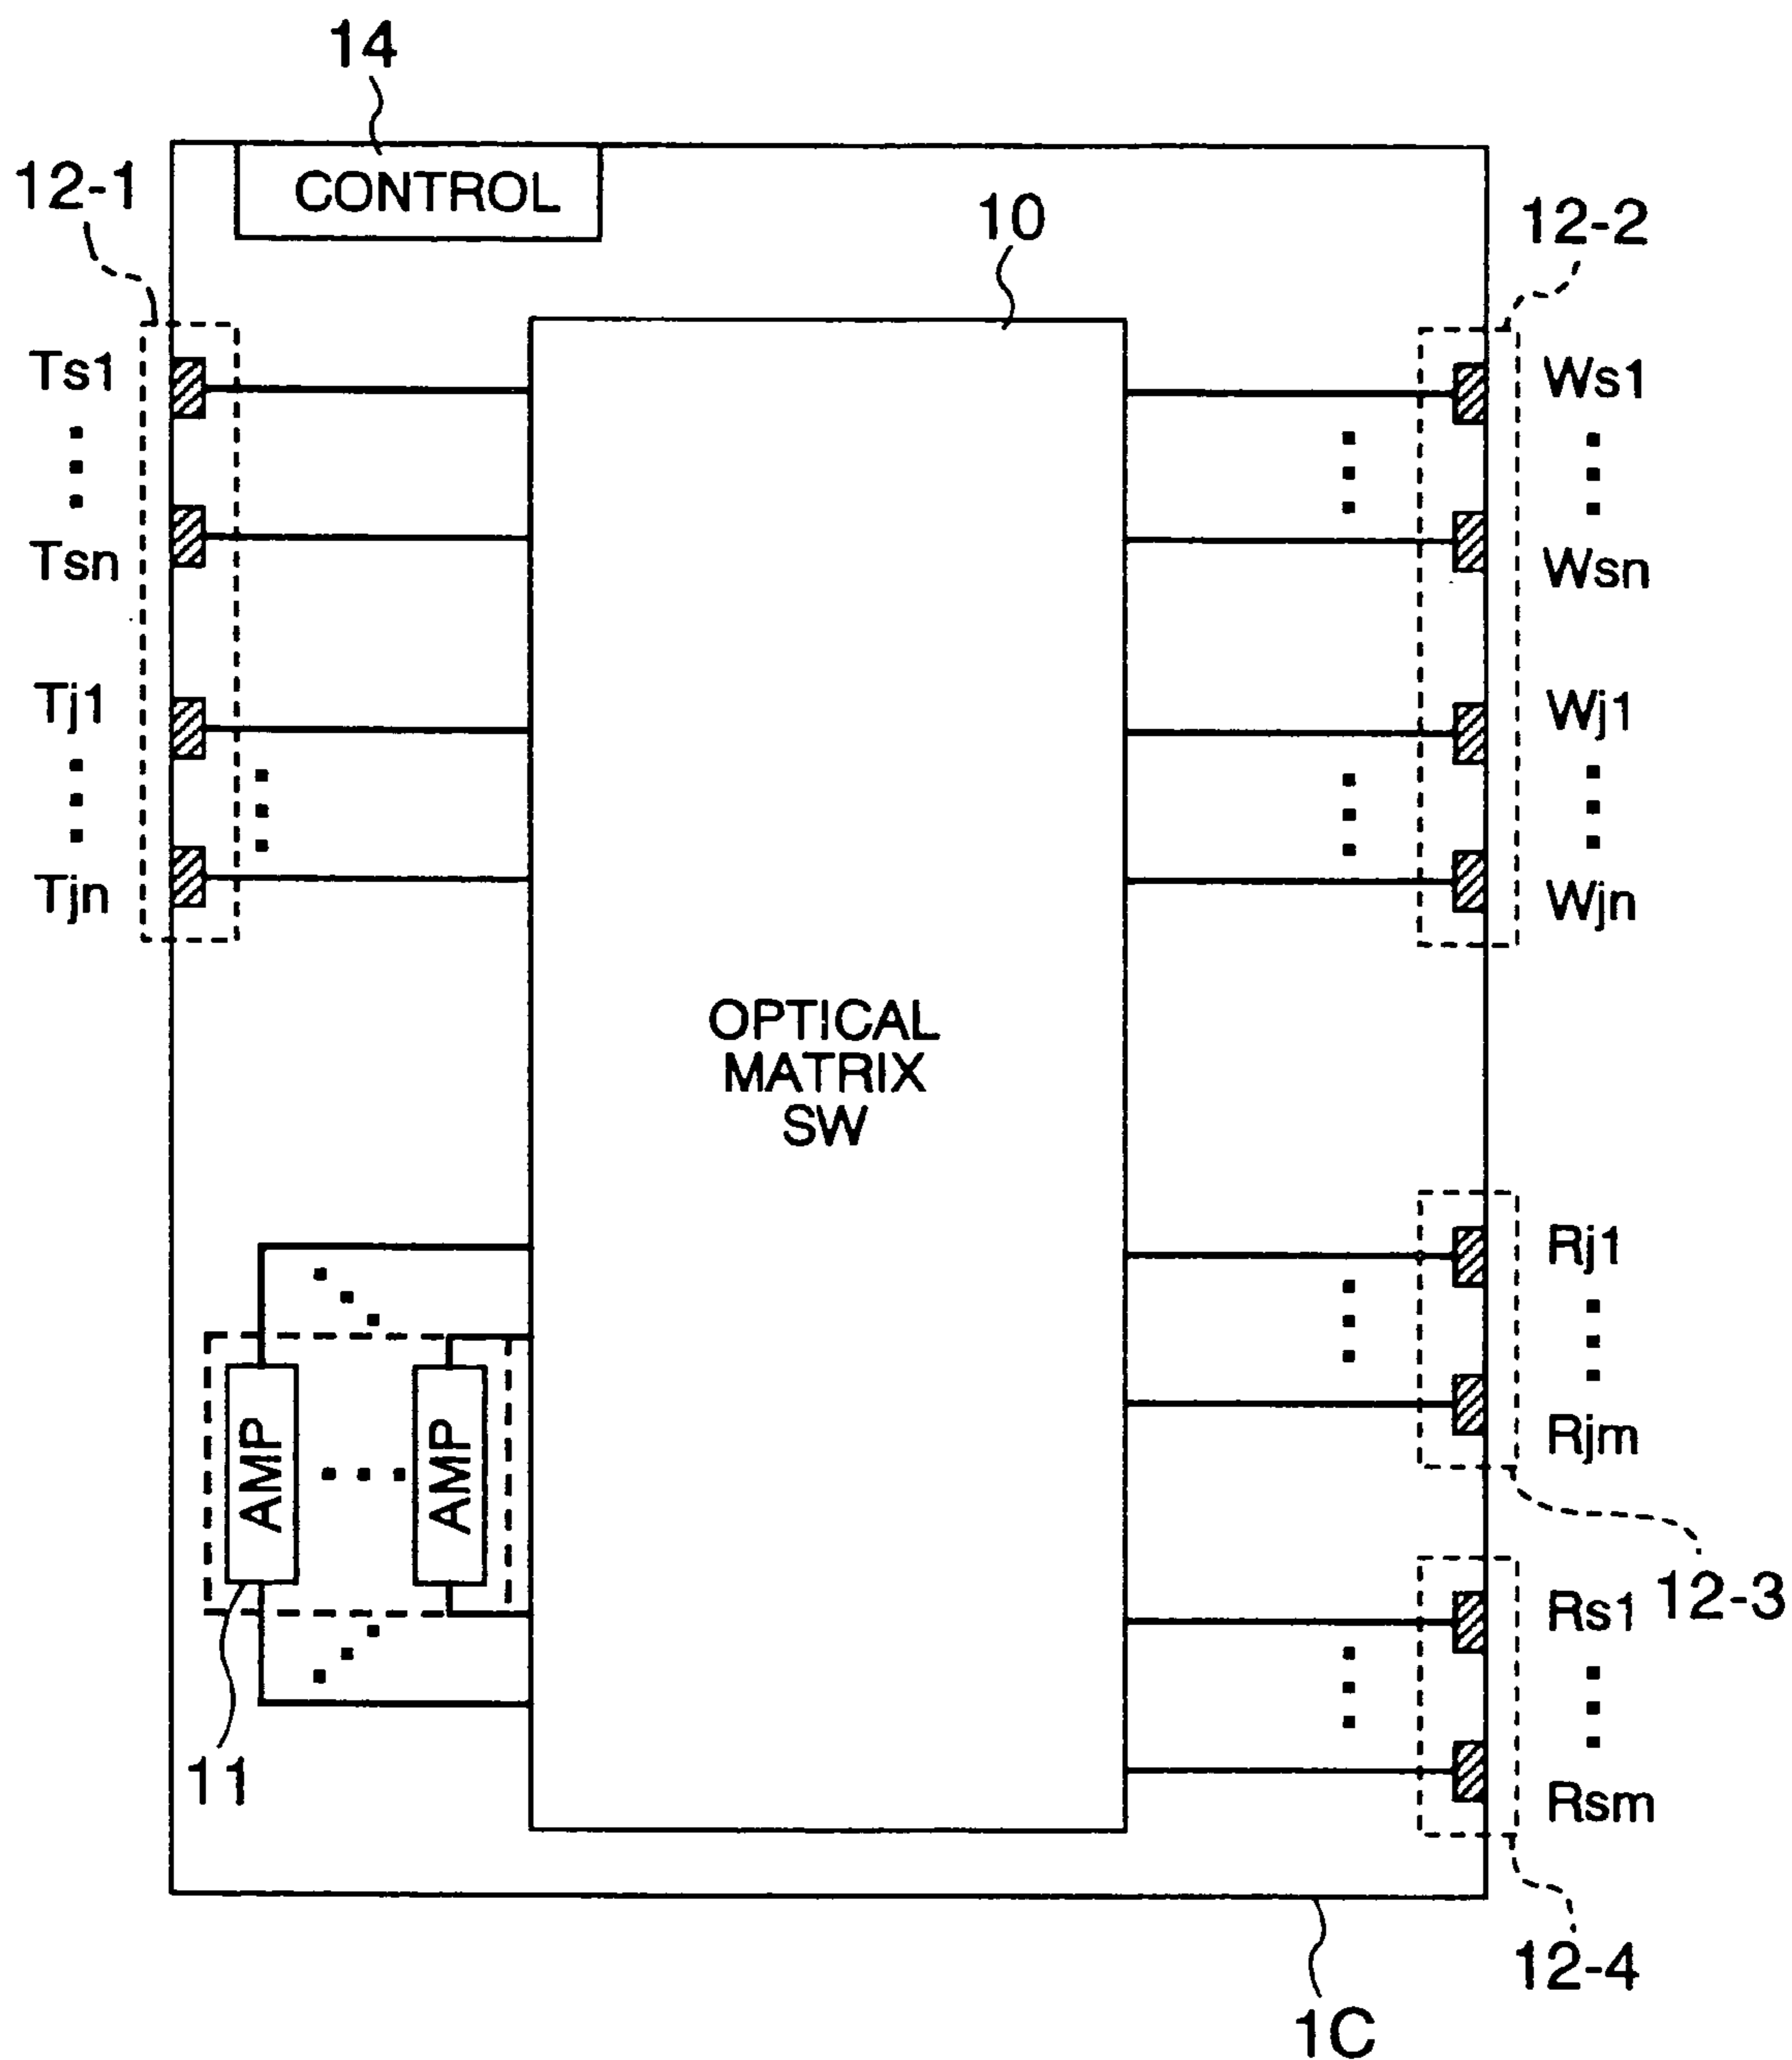 14
CONTROL
12-1
10
12-2
Ts1
Tsn
Tj1
Tjn
Ws1
Wsn
Wj1
Wjn
OPTICAL
MATRIX
SW
Rj1
Rjm
12-3
AMP
AMP
11
Rs1
Rsm
12-4
1C